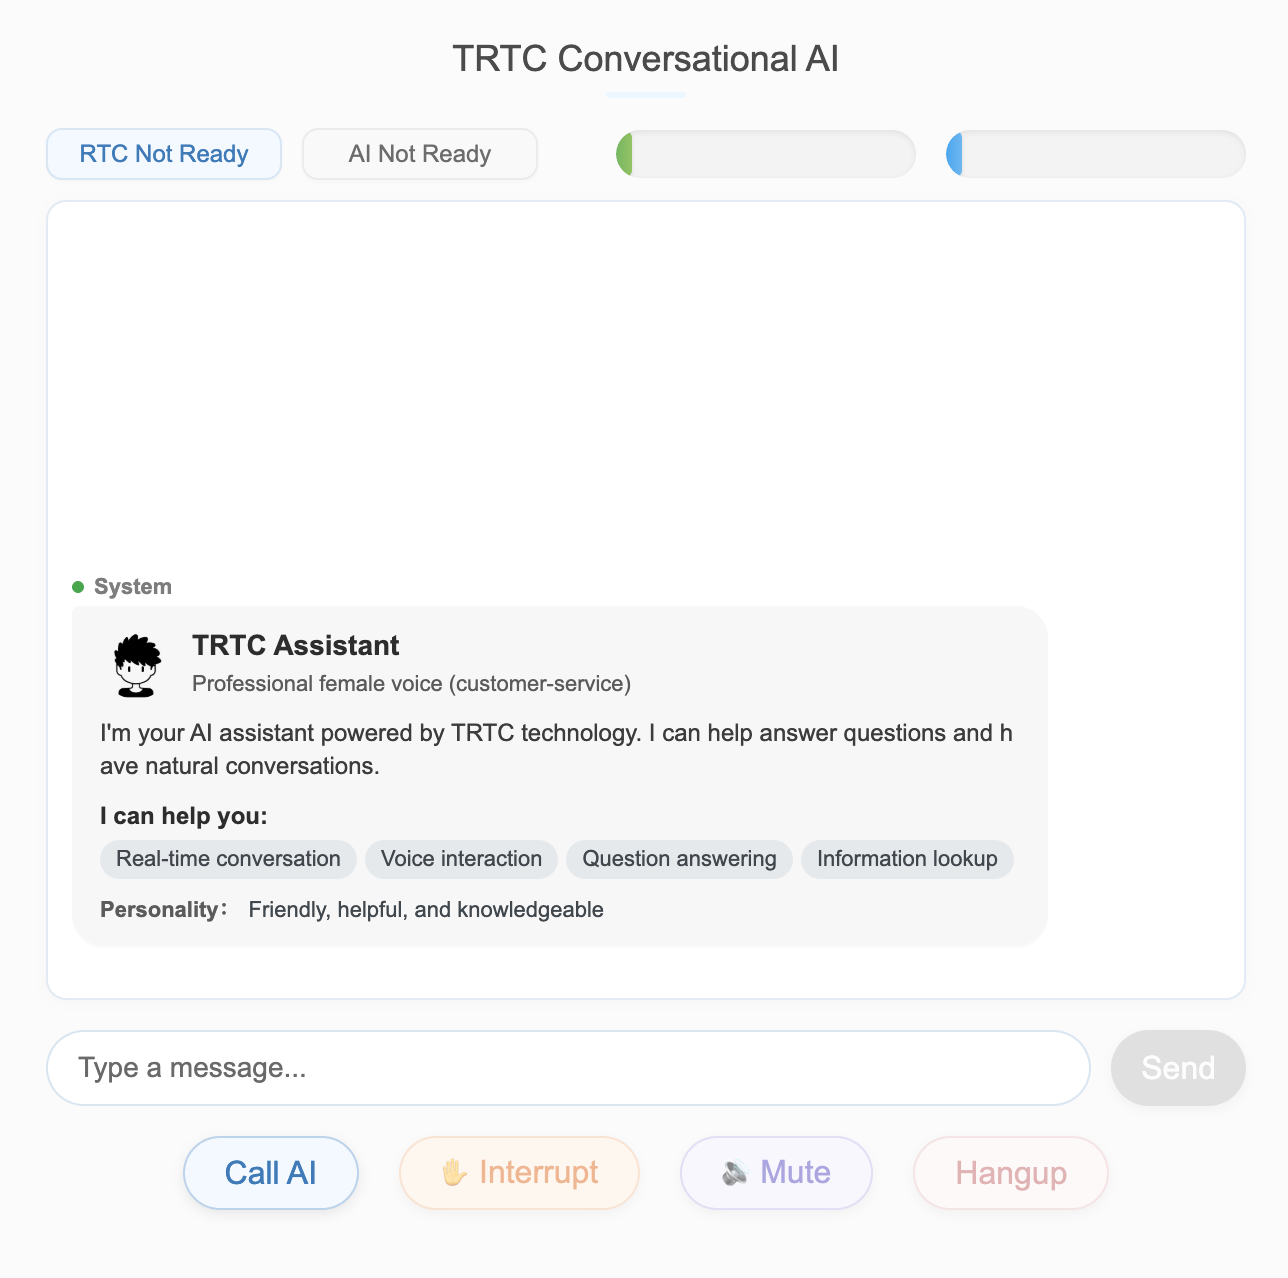 TRTC Conversational AI
RTC Not Ready
AI Not Ready
System
TRTC Assistant
Professional female voice (customer-service)
I'm your AI assistant powered by TRTC technology. I can help answer questions and h
ave natural conversations.
I can help you:
Real-time conversation
Voice interaction
Question answering
Information lookup
Personality： Friendly, helpful, and knowledgeable
Type a message...
Send
Call AI
🖐 Interrupt
🔊 Mute
Hangup